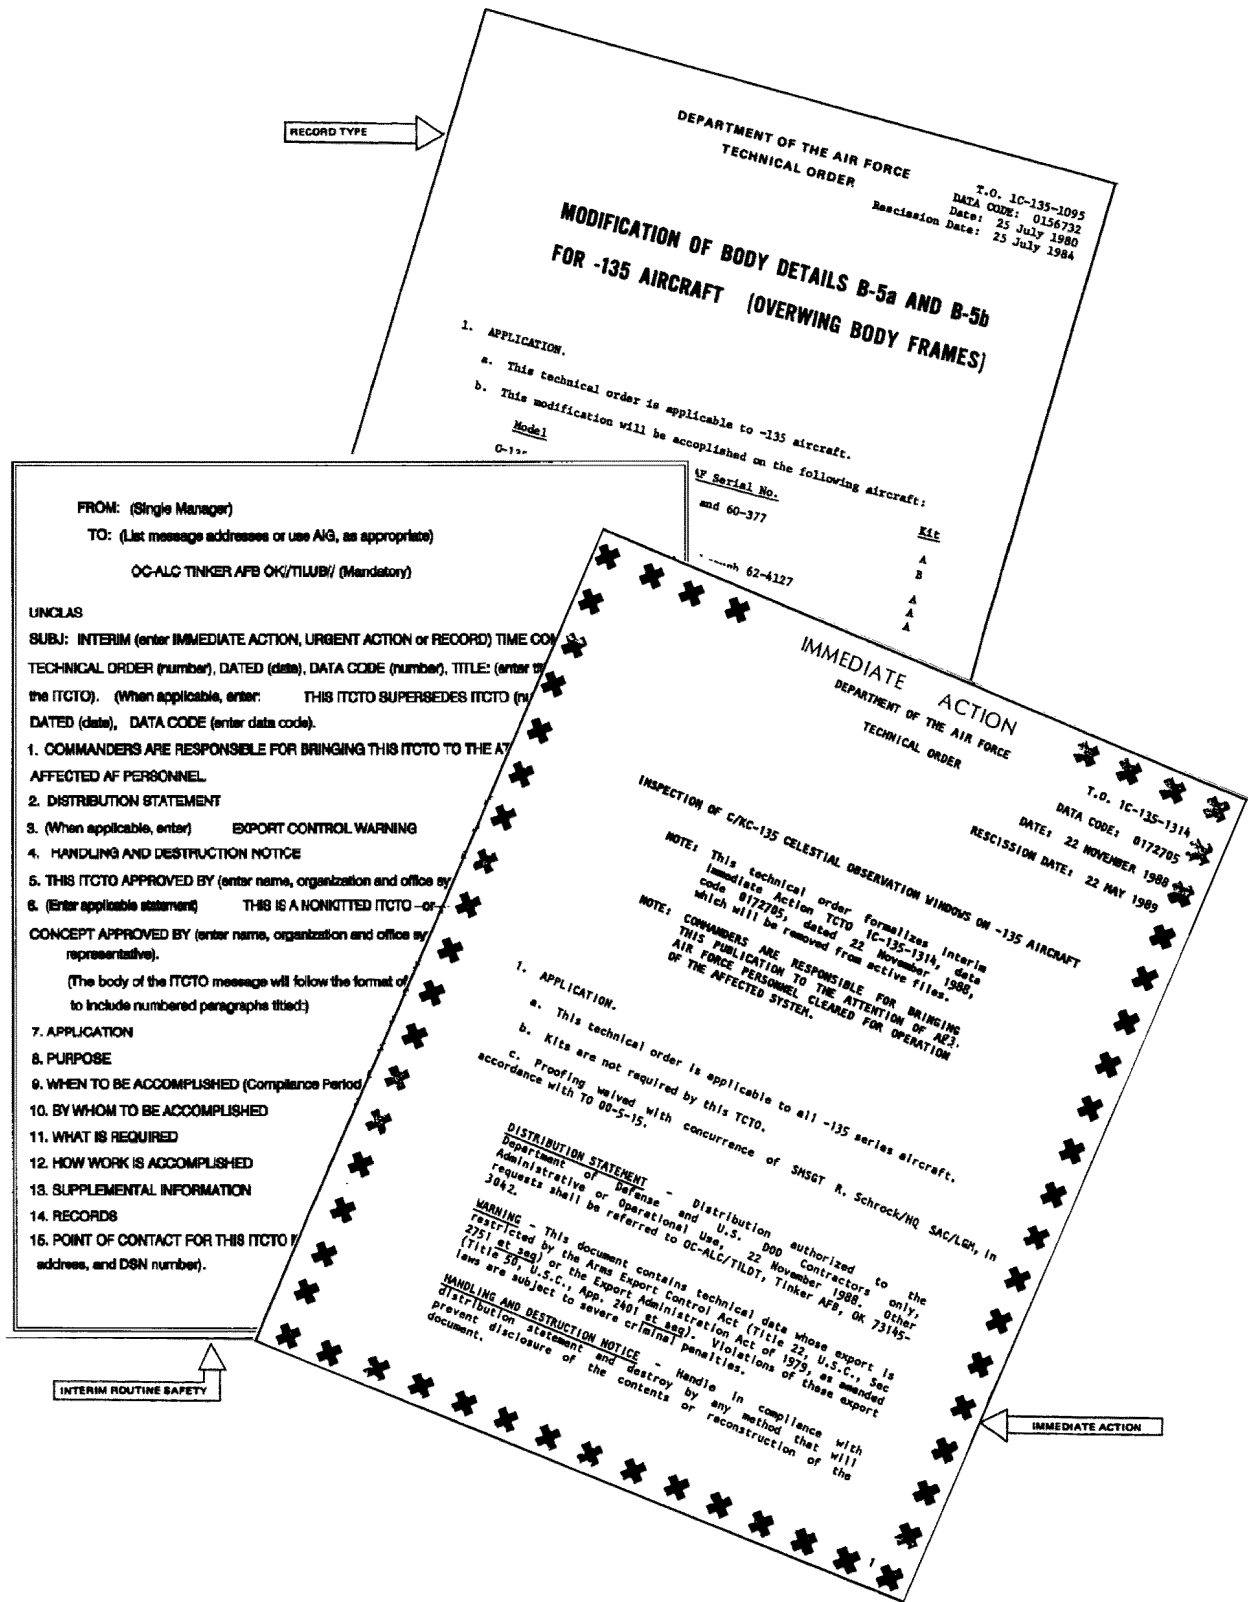 RECORD TYPE
DEPARTMENT OF THE AIR FORCE
TECHNICAL ORDER
T.O. 1C-135-1095
DATA CODE: 0156732
Date: 25 July 1980
Rescission Date: 25 July 1984
MODIFICATION OF BODY DETAILS B-5a AND B-5b
FOR -135 AIRCRAFT (OVERWING BODY FRAMES)
1. APPLICATION.
a. This technical order is applicable to -135 aircraft.
b. This modification will be accoplished on the following aircraft:
Model
AF Serial No.
Kit
and 60-377
A
B
62-4127
A
A
A
FROM: (Single Manager)
TO: (List message addresses or use AIG, as appropriate)
OC-ALC TINKER AFB OK//TILUB// (Mandatory)
UNCLAS
SUBJ: INTERIM (enter IMMEDIATE ACTION, URGENT ACTION or RECORD) TIME
TECHNICAL ORDER (number), DATED (date), DATA CODE (number), TITLE: (enter
the ITCTO). (When applicable, enter: THIS ITCTO SUPERSEDES ITCTO
DATED (date), DATA CODE (enter data code).
1. COMMANDERS ARE RESPONSIBLE FOR BRINGING THIS ITCTO TO THE
AFFECTED AF PERSONNEL.
2. DISTRIBUTION STATEMENT
3. (When applicable, enter) EXPORT CONTROL WARNING
4. HANDLING AND DESTRUCTION NOTICE
5. THIS ITCTO APPROVED BY (enter name, organization and office sy
6. (Enter applicable statement) THIS IS A NONKITTED ITCTO -or-
CONCEPT APPROVED BY (enter name, organization and office sy
representative).
(The body of the ITCTO message will follow the format of
to include numbered paragraphs titled:)
7. APPLICATION
8. PURPOSE
9. WHEN TO BE ACCOMPLISHED (Compliance Period
10. BY WHOM TO BE ACCOMPLISHED
11. WHAT IS REQUIRED
12. HOW WORK IS ACCOMPLISHED
13. SUPPLEMENTAL INFORMATION
14. RECORDS
15. POINT OF CONTACT FOR THIS ITCTO
address, and DSN number).
INTERIM ROUTINE SAFETY
IMMEDIATE ACTION
DEPARTMENT OF THE AIR FORCE
TECHNICAL ORDER
T.O. 1C-135-1314
DATA CODE: 0172705
DATE: 22 NOVEMBER 1988
RESCISSION DATE: 22 MAY 1989
INSPECTION OF C/KC-135 CELESTIAL OBSERVATION WINDOWS ON -135 AIRCRAFT
NOTE: This technical order formalizes interim
Immediate Action TCTO 1C-135-1314, data
code 0172705, dated 22 November 1988,
which will be removed from active files.
NOTE: COMMANDERS ARE RESPONSIBLE FOR BRINGING
THIS PUBLICATION TO THE ATTENTION OF
AIR FORCE PERSONNEL CLEARED FOR OPERATION
OF THE AFFECTED SYSTEM.
1. APPLICATION.
a. This technical order is applicable to all -135 series aircraft.
b. Kits are not required by this TCTO.
c. Proofing waived with concurrence of SMSGT R. Schrock/HQ SAC/LGM, in
accordance with TO 00-5-15.
DISTRIBUTION STATEMENT - Distribution authorized to the
Department of Defense and U.S. DOD Contractors only,
Administrative or Operational Use, 22 November 1988. Other
requests shall be referred to OC-ALC/TILDT, Tinker AFB, OK 73145-
3042.
WARNING - This document contains technical data whose export is
restricted by the Arms Export Control Act (Title 22, U.S.C., Sec
2751 et seq) or the Export Administration Act of 1979, as amended
(Title 50, U.S.C., App. 2401 et seq). Violations of these export
laws are subject to severe criminal penalties.
HANDLING AND DESTRUCTION NOTICE - Handle in compliance with
distribution statement and destroy by any method that will
prevent disclosure of the contents or reconstruction of the
document.
1
IMMEDIATE ACTION